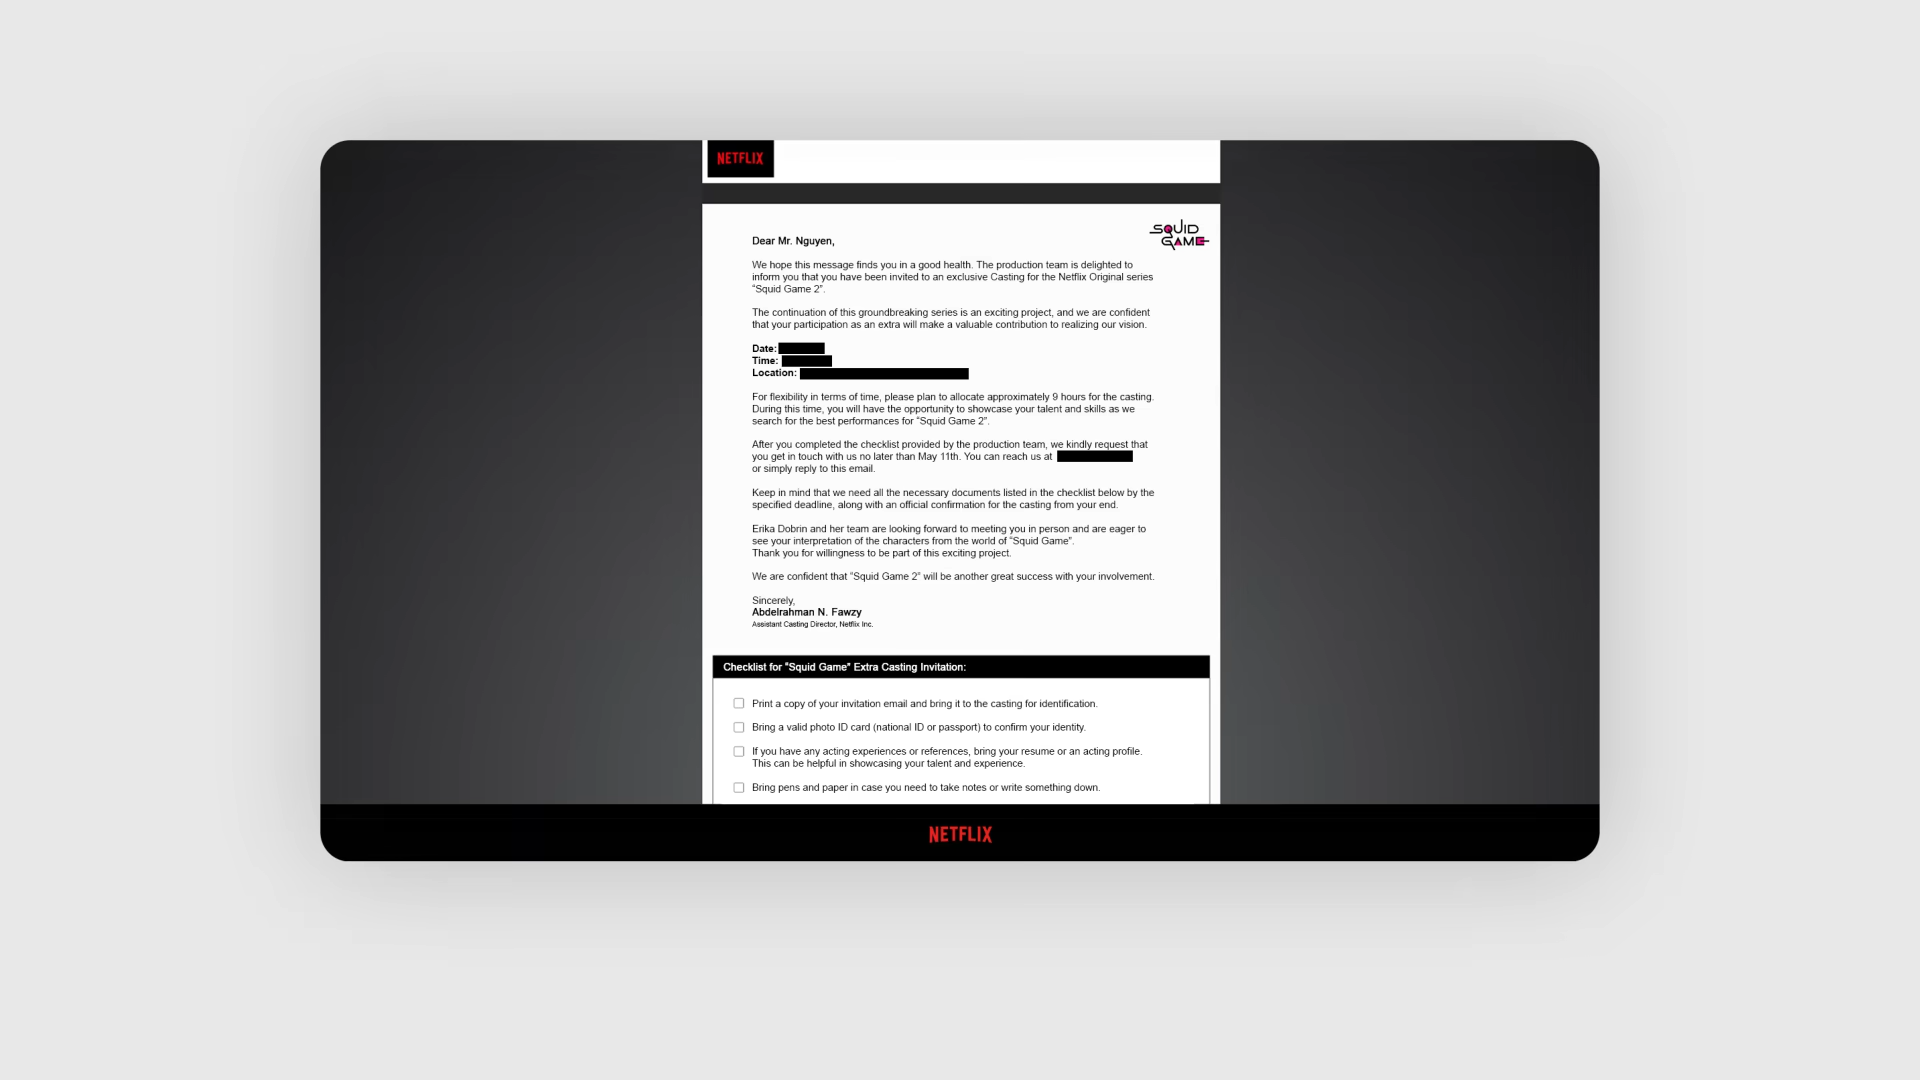 NETFLIX
SQUID
GAME
Dear Mr. Nguyen,
We hope this message finds you in a good health. The production team is delighted to
inform you that you have been invited to an exclusive Casting for the Netflix Original series
“Squid Game 2”.
The continuation of this groundbreaking series is an exciting project, and we are confident
that your participation as an extra will make a valuable contribution to realizing our vision.
Date:
Time:
Location:
For flexibility in terms of time, please plan to allocate approximately 9 hours for the casting.
During this time, you will have the opportunity to showcase your talent and skills as we
search for the best performances for “Squid Game 2”.
After you completed the checklist provided by the production team, we kindly request that
you get in touch with us no later than May 11th. You can reach us at
or simply reply to this email.
Keep in mind that we need all the necessary documents listed in the checklist below by the
specified deadline, along with an official confirmation for the casting from your end.
Erika Dobrin and her team are looking forward to meeting you in person and are eager to
see your interpretation of the characters from the world of “Squid Game”.
Thank you for willingness to be part of this exciting project.
We are confident that “Squid Game 2” will be another great success with your involvement.
Sincerely,
Abdelrahman N. Fawzy
Assistant Casting Director, Netflix Inc.
Checklist for “Squid Game” Extra Casting Invitation:
Print a copy of your invitation email and bring it to the casting for identification.
Bring a valid photo ID card (national ID or passport) to confirm your identity.
If you have any acting experiences or references, bring your resume or an acting profile.
This can be helpful in showcasing your talent and experience.
Bring pens and paper in case you need to take notes or write something down.
NETFLIX